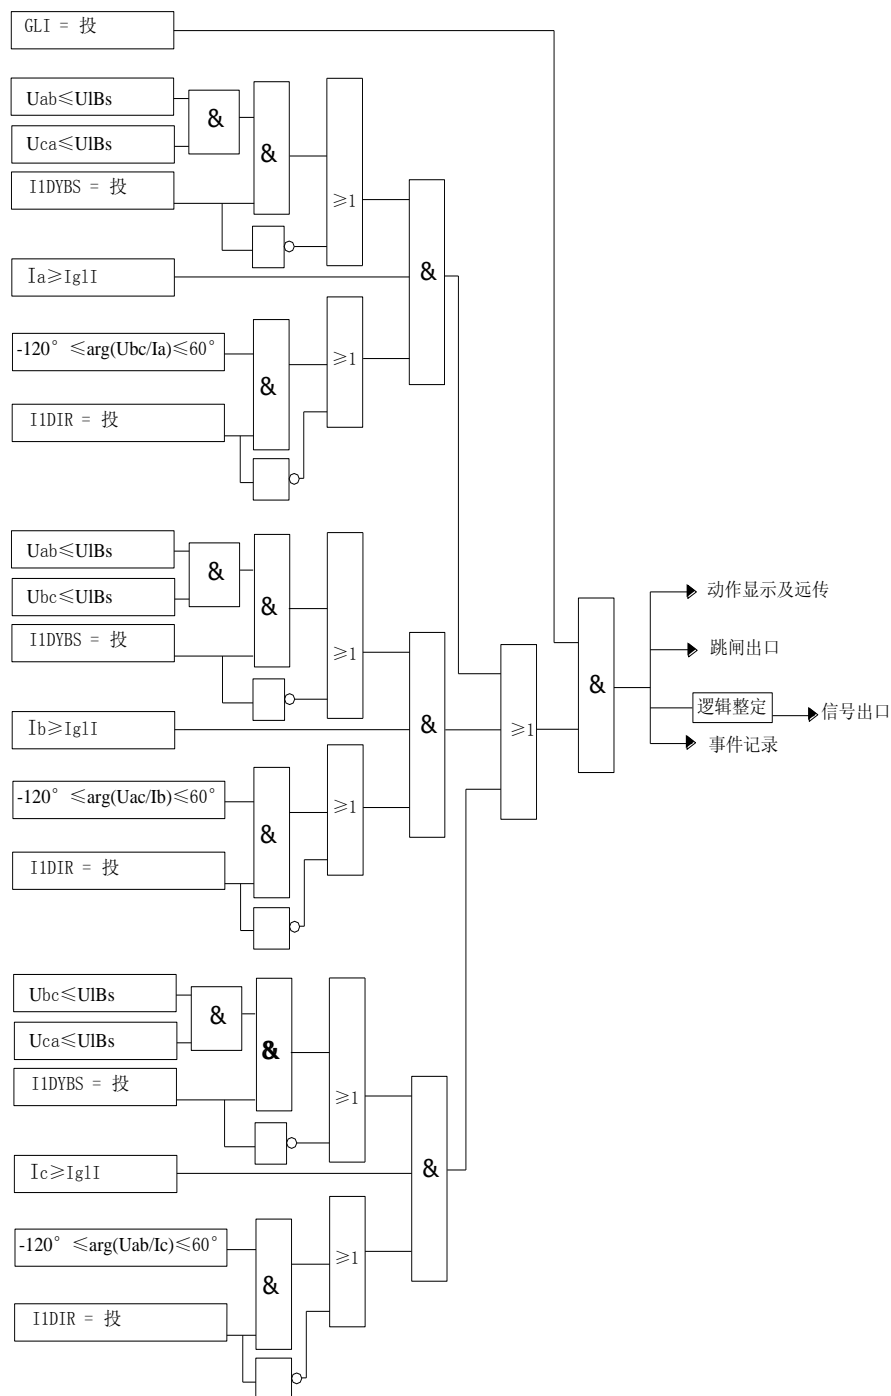 GLI = 投
Uab≤UlBs
&
&
Uca≤UlBs
I1DYBS = 投
≥1
Ia≥IglI
&
-120° ≤arg(Ubc/Ia)≤60°
&
≥1
I1DIR = 投
Uab≤UlBs
&
&
Ubc≤UlBs
I1DYBS = 投
≥1
Ib≥IglI
&
-120° ≤arg(Uac/Ib)≤60°
&
≥1
I1DIR = 投
Ubc≤UlBs
&
&
Uca≤UlBs
I1DYBS = 投
≥1
Ic≥IglI
&
-120° ≤arg(Uab/Ic)≤60°
&
≥1
I1DIR = 投
≥1
&
动作显示及远传
跳闸出口
逻辑整定
信号出口
事件记录